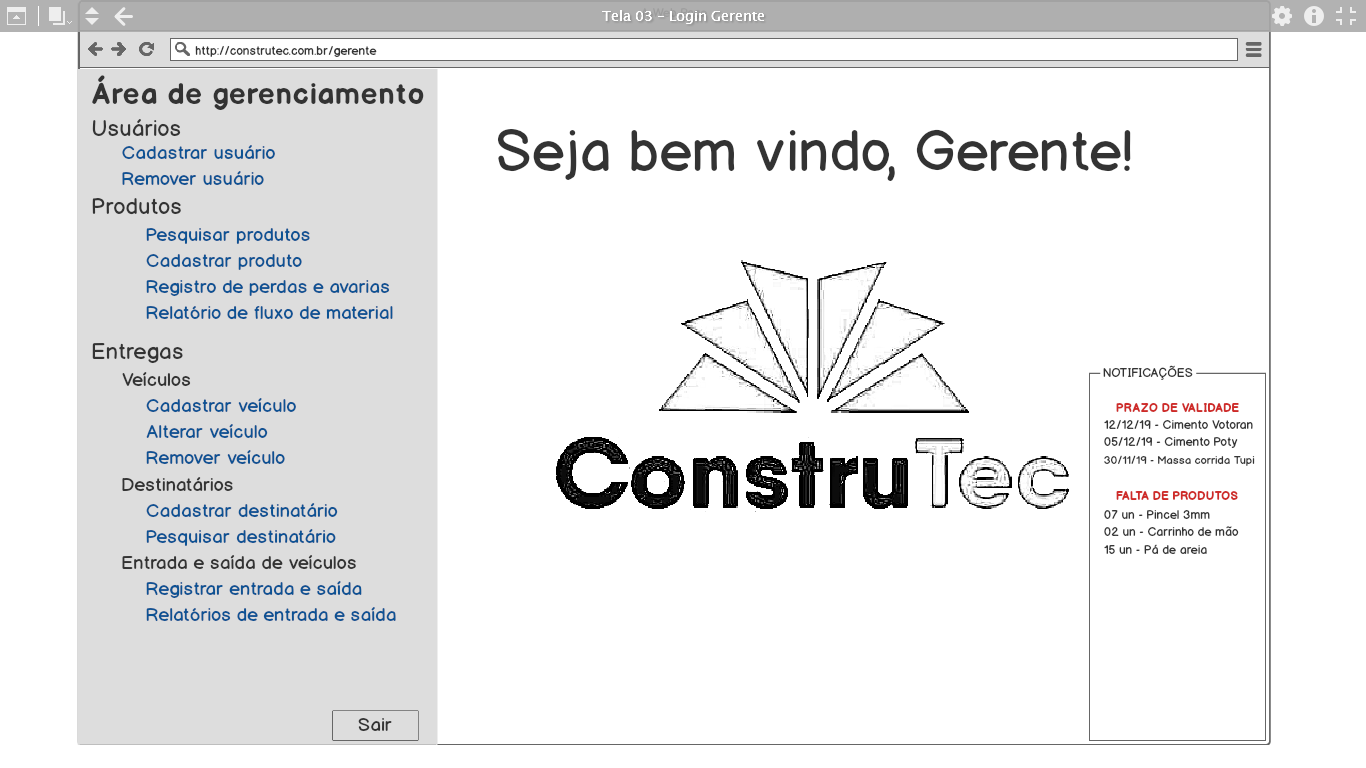 Tela 03 - Login Gerente
http://construtec.com.br/gerente
Área de gerenciamento
Usuários
Cadastrar usuário
Remover usuário
Produtos
Pesquisar produtos
Cadastrar produto
Registro de perdas e avarias
Relatório de fluxo de material
Entregas
Veículos
Cadastrar veículo
Alterar veículo
Remover veículo
Destinatários
Cadastrar destinatário
Pesquisar destinatário
Entrada e saída de veículos
Registrar entrada e saída
Relatórios de entrada e saída
Sair
Seja bem vindo, Gerente!
ConstruTec
NOTIFICAÇÕES
PRAZO DE VALIDADE
12/12/19 - Cimento Votoran
05/12/19 - Cimento Poty
30/11/19 - Massa corrida Tupi
FALTA DE PRODUTOS
07 un - Pincel 3mm
02 un - Carrinho de mão
15 un - Pá de areia